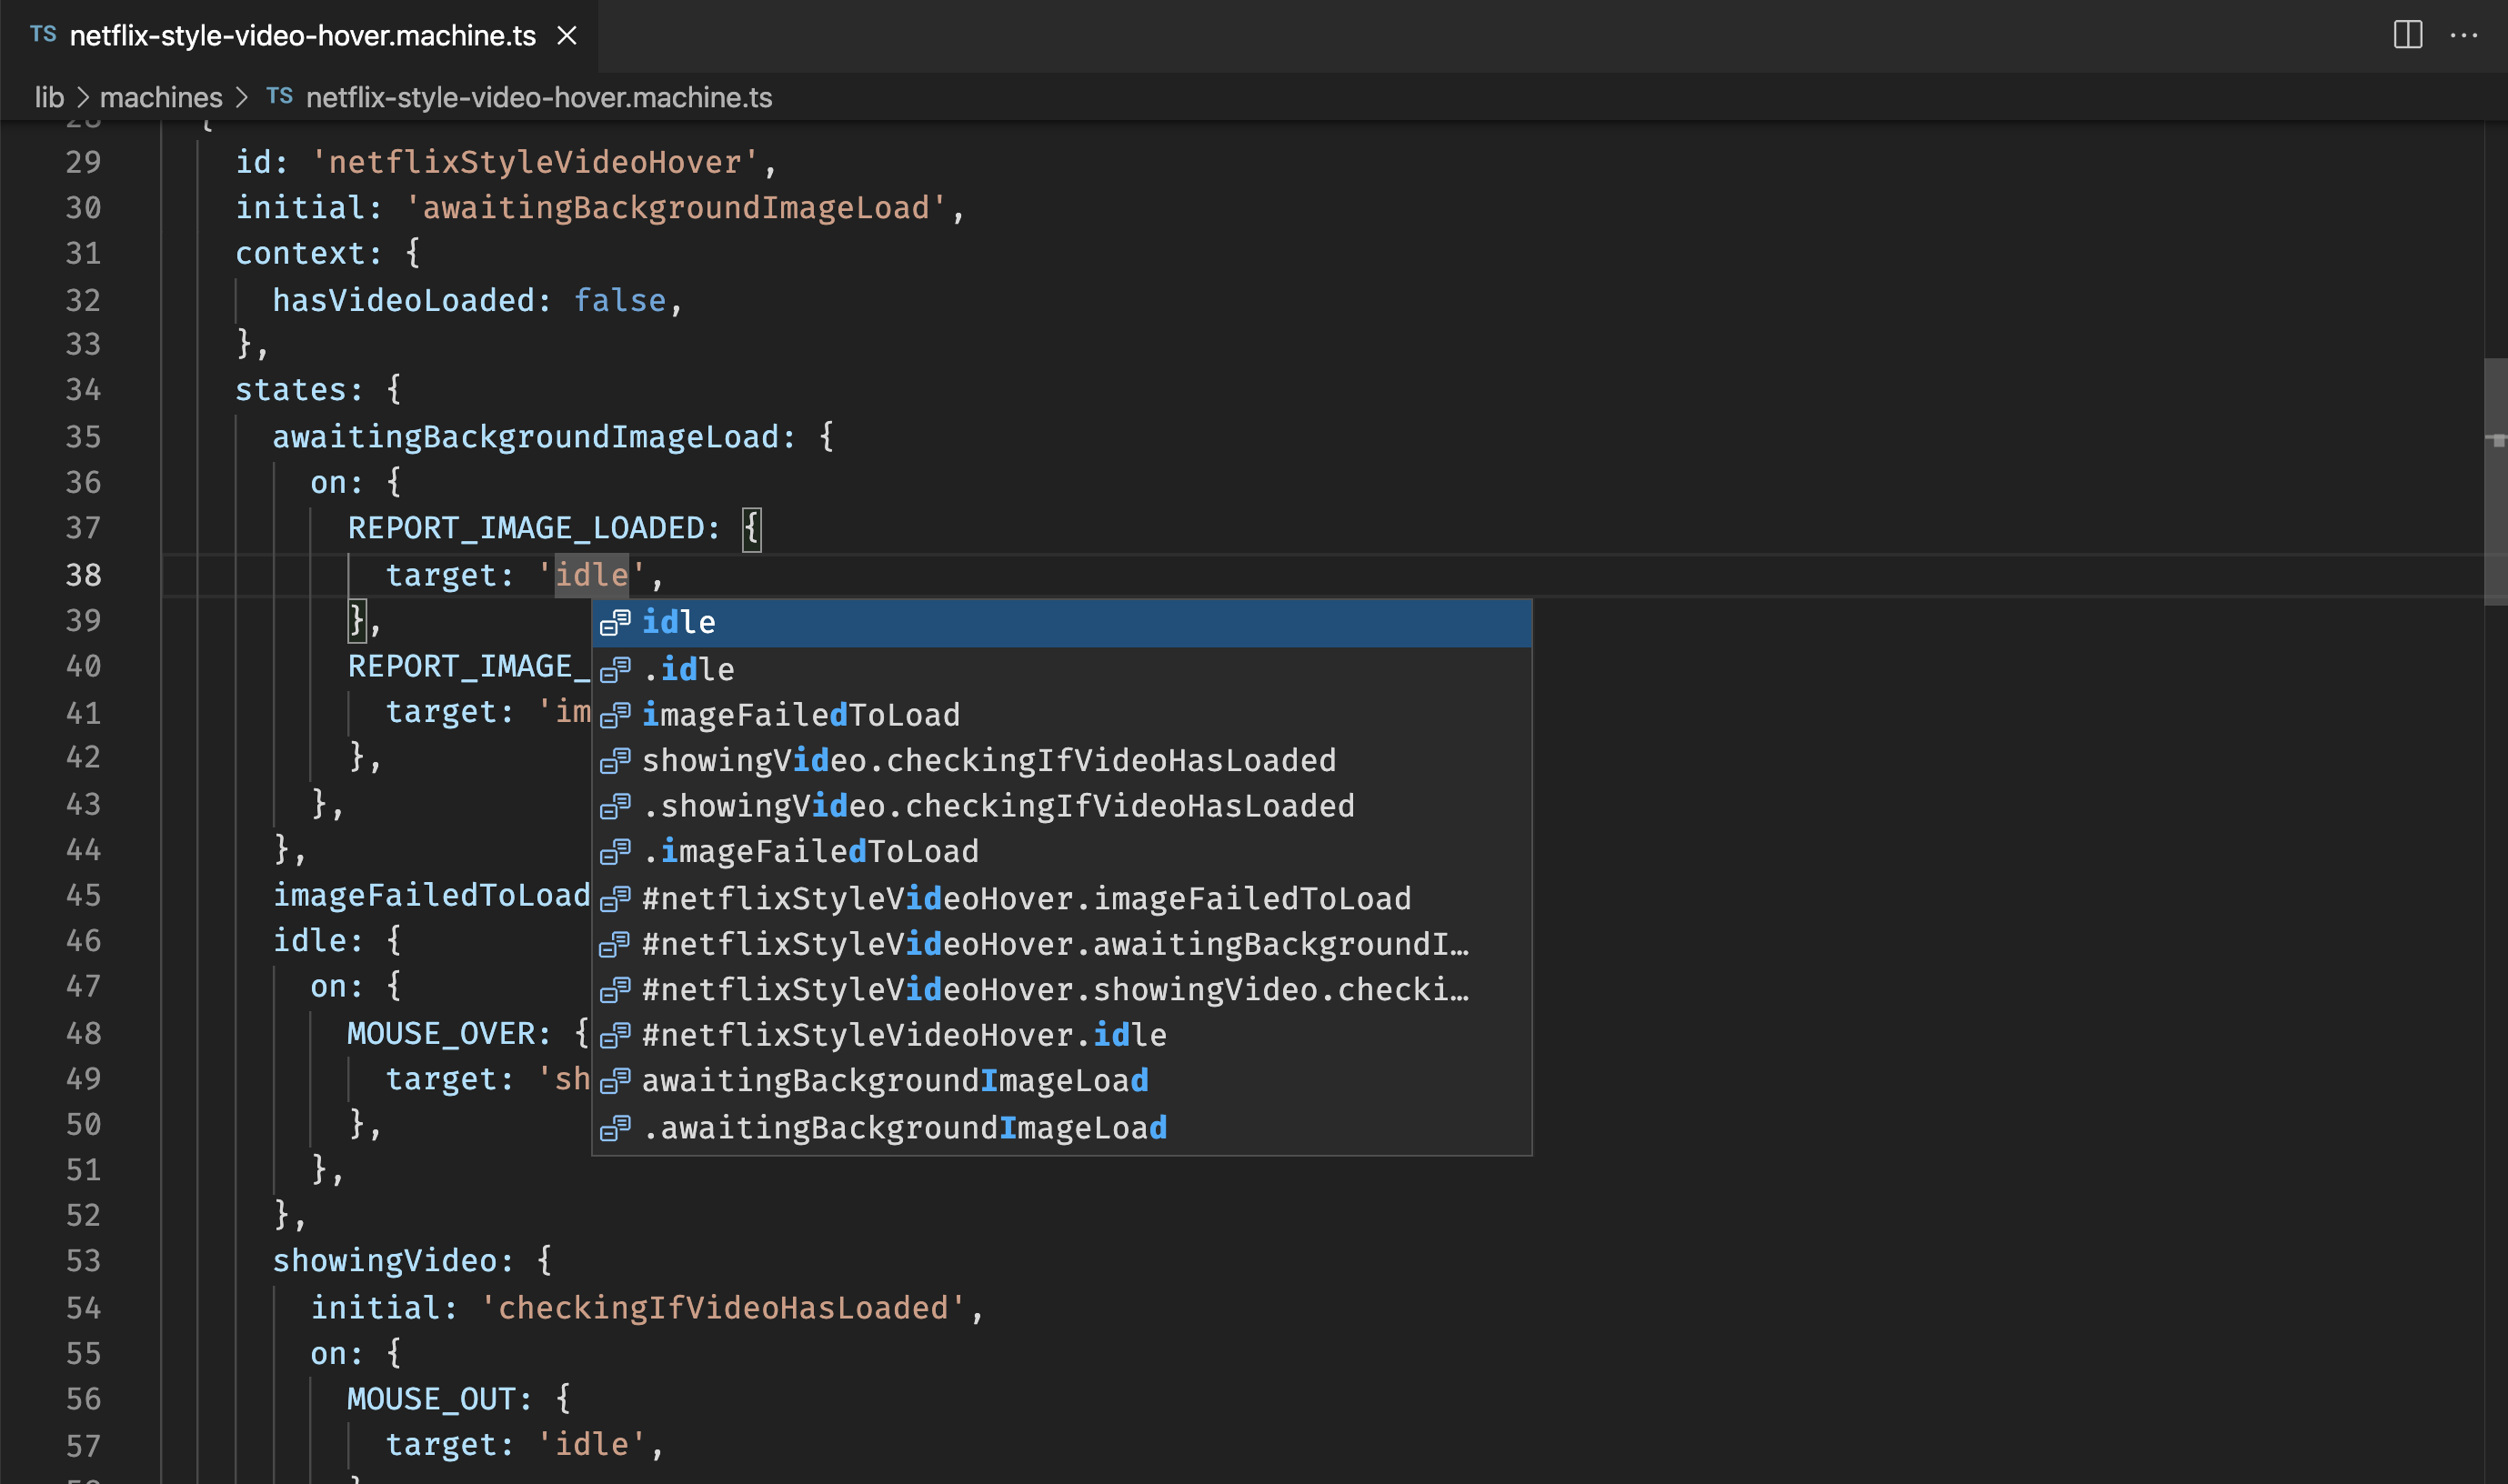 TS netflix-style-video-hover.machine.ts
lib > machines > TS netflix-style-video-hover.machine.ts
28 {
29 id: 'netflixStyleVideoHover',
30 initial: 'awaitingBackgroundImageLoad',
31 context: {
32 hasVideoLoaded: false,
33 },
34 states: {
35 awaitingBackgroundImageLoad: {
36 on: {
37 REPORT_IMAGE_LOADED: {
38 target: 'idle',
39 },
idle
40 REPORT_IMAGE_
.idle
41 target: 'im
imageFailedToLoad
42 },
showingVideo.checkingIfVideoHasLoaded
43 },
.showingVideo.checkingIfVideoHasLoaded
44 },
.imageFailedToLoad
45 imageFailedToLoad
#netflixStyleVideoHover.imageFailedToLoad
46 idle: {
#netflixStyleVideoHover.awaitingBackgroundI…
47 on: {
#netflixStyleVideoHover.showingVideo.checki…
48 MOUSE_OVER: {
#netflixStyleVideoHover.idle
49 target: 'sh
awaitingBackgroundImageLoad
50 },
.awaitingBackgroundImageLoad
51 },
52 },
53 showingVideo: {
54 initial: 'checkingIfVideoHasLoaded',
55 on: {
56 MOUSE_OUT: {
57 target: 'idle',